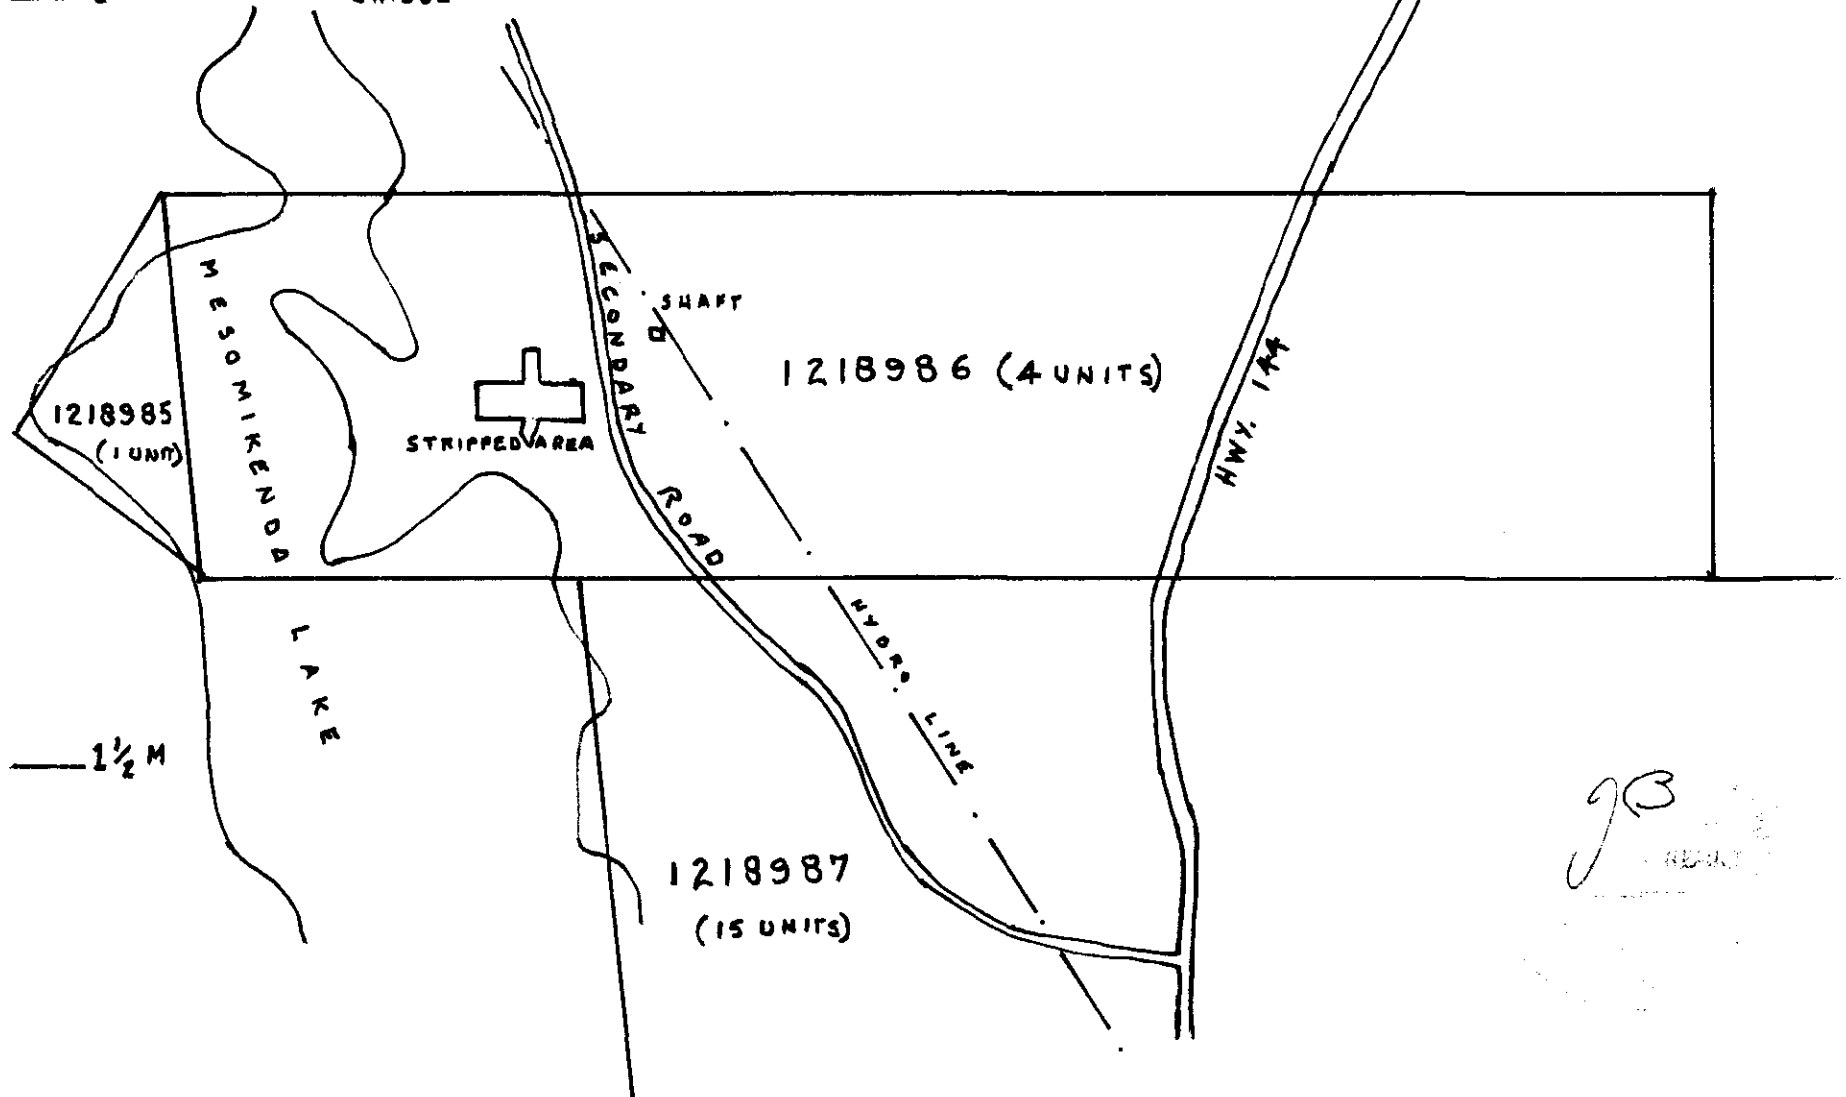 SHAFT
SECONDARY ROAD
1218986 (4 UNITS)
HWY. 144
MESOMIKENDA LAKE
1218985
(1 UNIT)
STRIPPED AREA
HYDRO LINE
1½ M
1218987
(15 UNITS)
JB